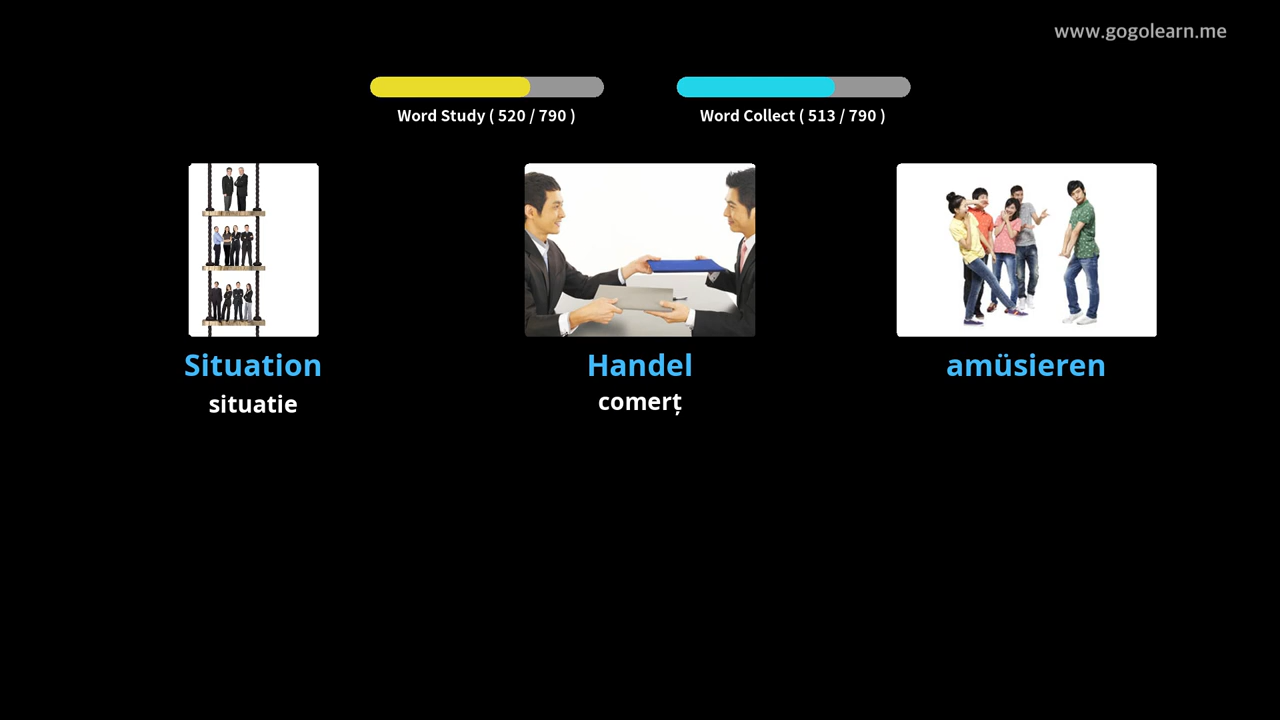 www.gogolearn.me
Word Study ( 520 / 790 )
Word Collect ( 513 / 790 )
Situation
situatie
Handel
comerț
amüsieren